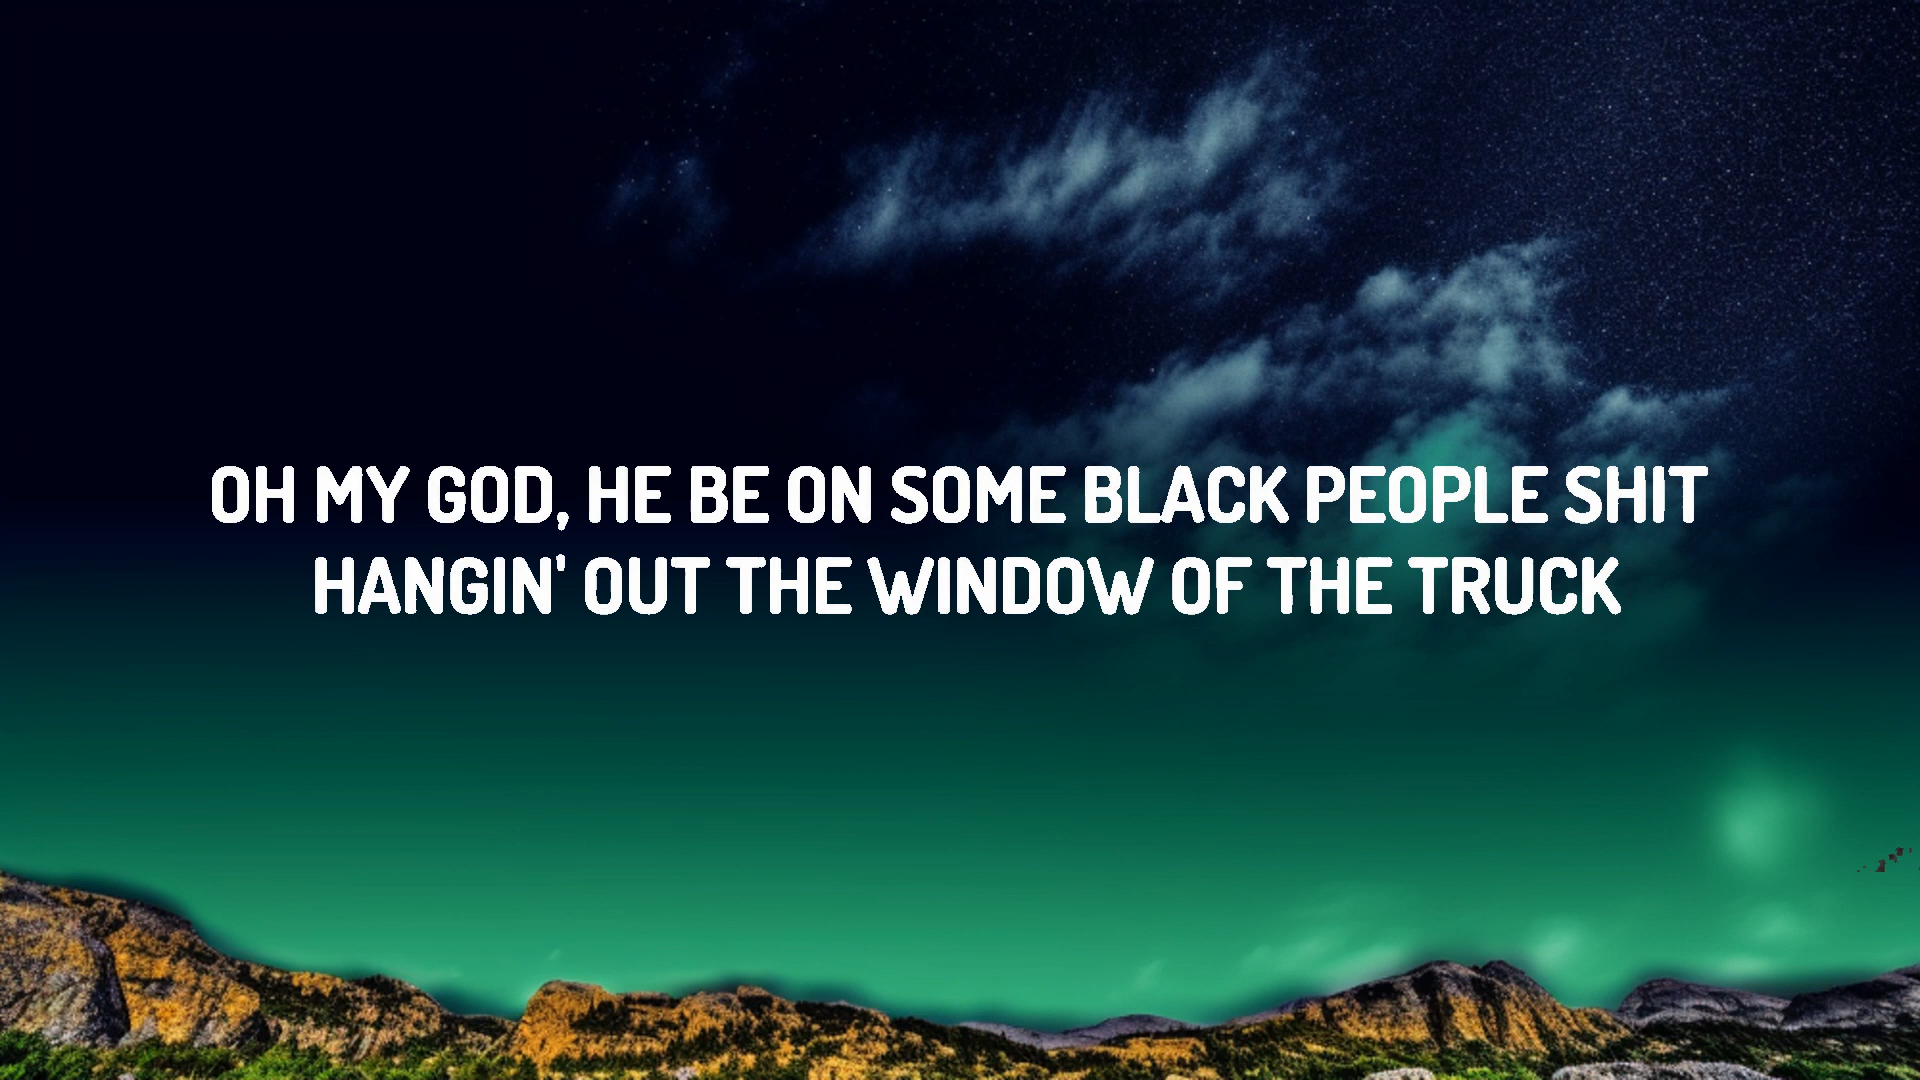 OH MY GOD, HE BE ON SOME BLACK PEOPLE SHIT
HANGIN' OUT THE WINDOW OF THE TRUCK